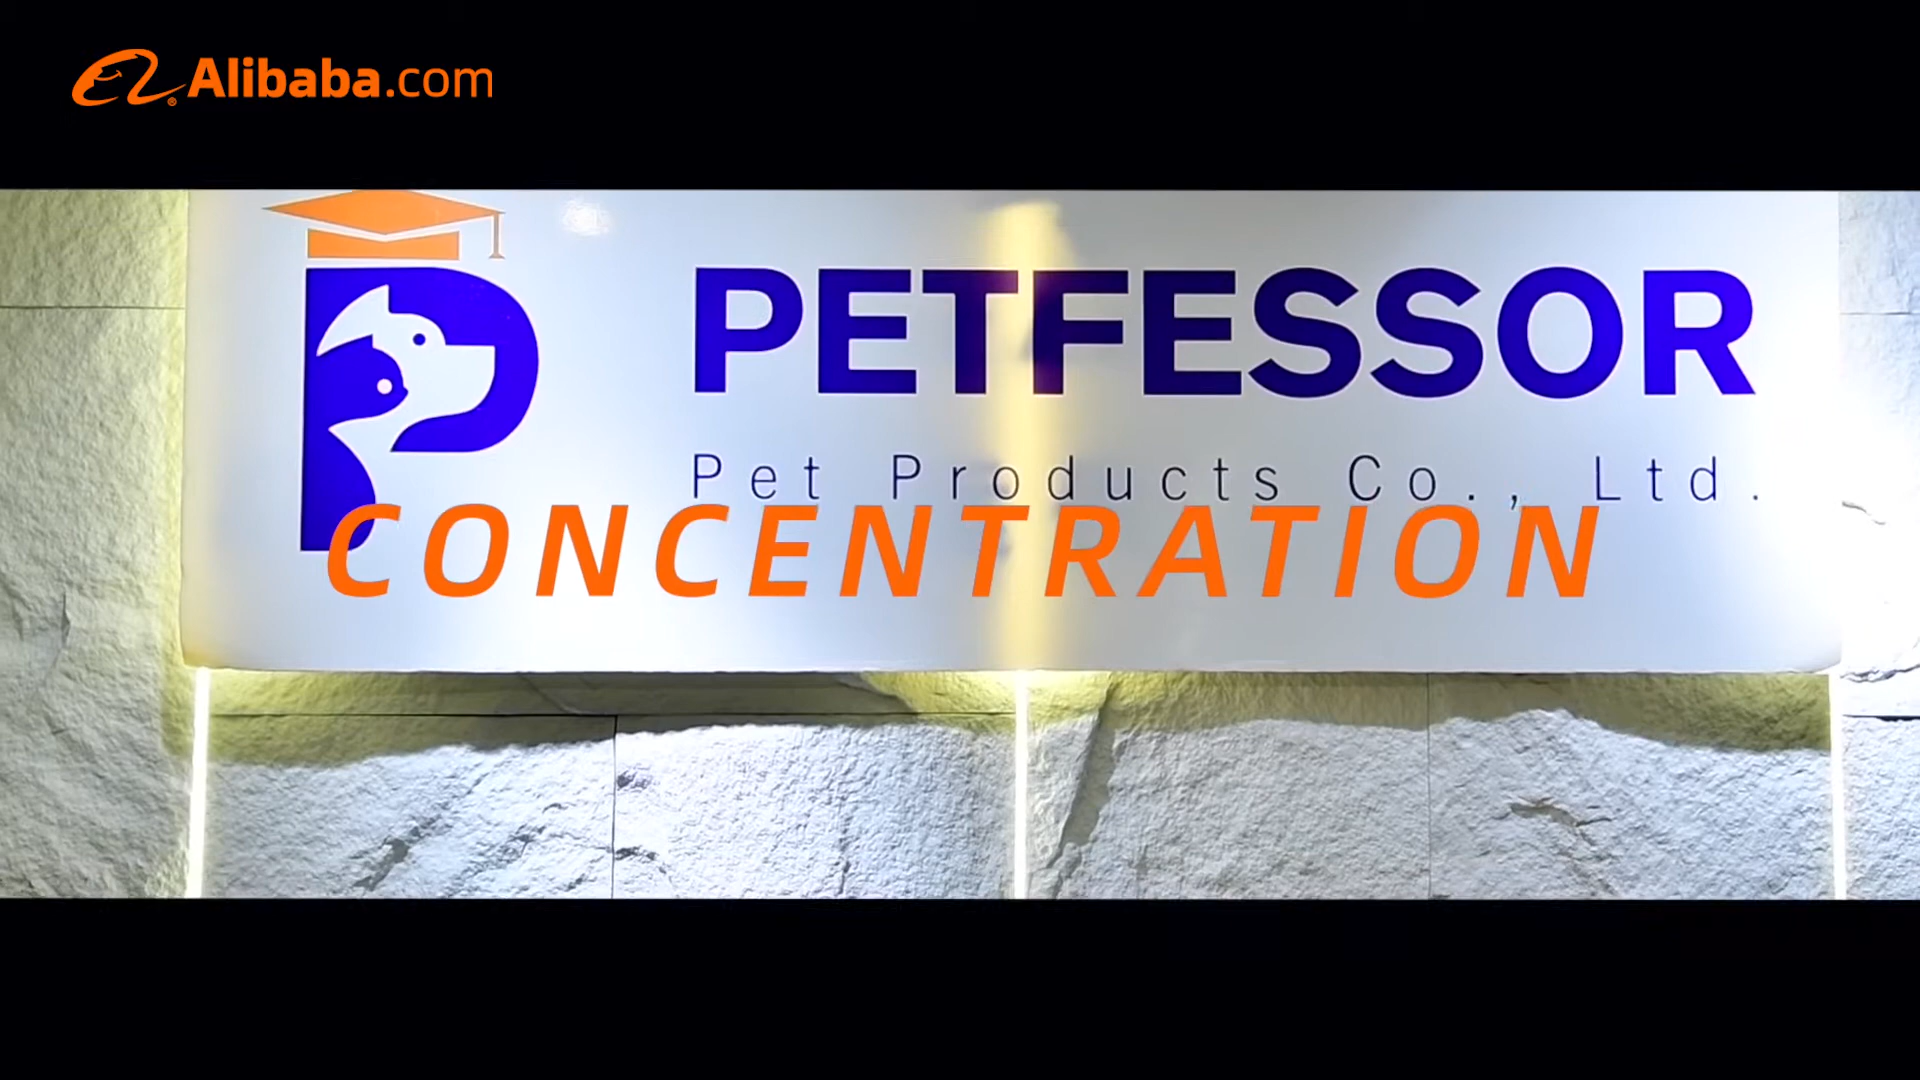 Alibaba.com
PETFESSOR
Pet Products Co., Ltd.
CONCENTRATION